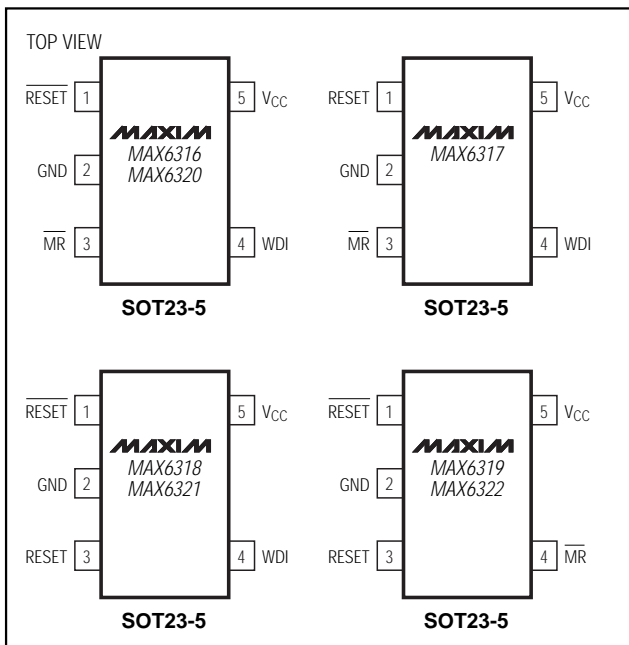 TOP VIEW
RESET 1 5 VCC
MAXIM
MAX6316
MAX6320
GND 2
MR 3 4 WDI
SOT23-5
RESET 1 5 VCC
MAXIM
MAX6317
GND 2
MR 3 4 WDI
SOT23-5
RESET 1 5 VCC
MAXIM
MAX6318
MAX6321
GND 2
RESET 3 4 WDI
SOT23-5
RESET 1 5 VCC
MAXIM
MAX6319
MAX6322
GND 2
RESET 3 4 MR
SOT23-5